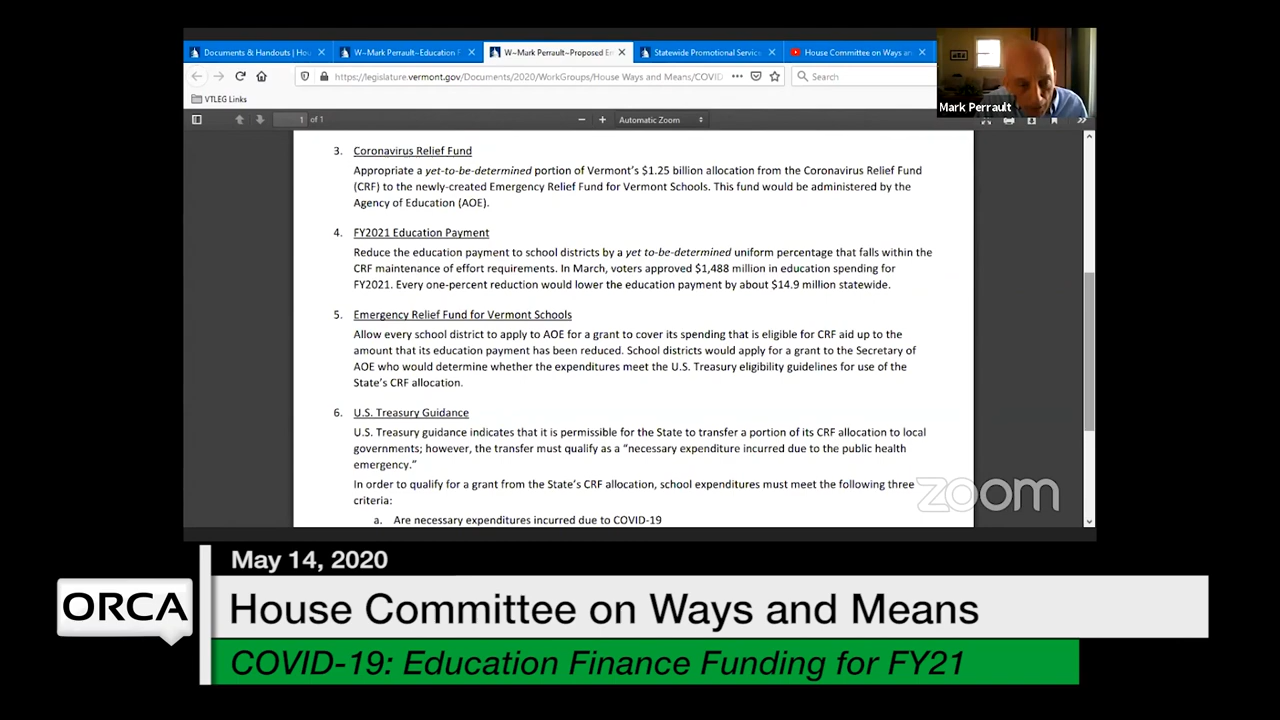 Documents & Handouts | Hou
W~Mark Perrault~Education F
W~Mark Perrault~Proposed En
Statewide Promotional Service
House Committee on Ways an
https://legislature.vermont.gov/Documents/2020/WorkGroups/House Ways and Means/COVID
Search
VTLEG Links
1 of 1
Automatic Zoom
Mark Perrault
3. Coronavirus Relief Fund
Appropriate a yet-to-be-determined portion of Vermont's $1.25 billion allocation from the Coronavirus Relief Fund
(CRF) to the newly-created Emergency Relief Fund for Vermont Schools. This fund would be administered by the
Agency of Education (AOE).
4. FY2021 Education Payment
Reduce the education payment to school districts by a yet to-be-determined uniform percentage that falls within the
CRF maintenance of effort requirements. In March, voters approved $1,488 million in education spending for
FY2021. Every one-percent reduction would lower the education payment by about $14.9 million statewide.
5. Emergency Relief Fund for Vermont Schools
Allow every school district to apply to AOE for a grant to cover its spending that is eligible for CRF aid up to the
amount that its education payment has been reduced. School districts would apply for a grant to the Secretary of
AOE who would determine whether the expenditures meet the U.S. Treasury eligibility guidelines for use of the
State's CRF allocation.
6. U.S. Treasury Guidance
U.S. Treasury guidance indicates that it is permissible for the State to transfer a portion of its CRF allocation to local
governments; however, the transfer must qualify as a "necessary expenditure incurred due to the public health
emergency."
In order to qualify for a grant from the State's CRF allocation, school expenditures must meet the following three
criteria:
a. Are necessary expenditures incurred due to COVID-19
zoom
May 14, 2020
ORCA
House Committee on Ways and Means
COVID-19: Education Finance Funding for FY21